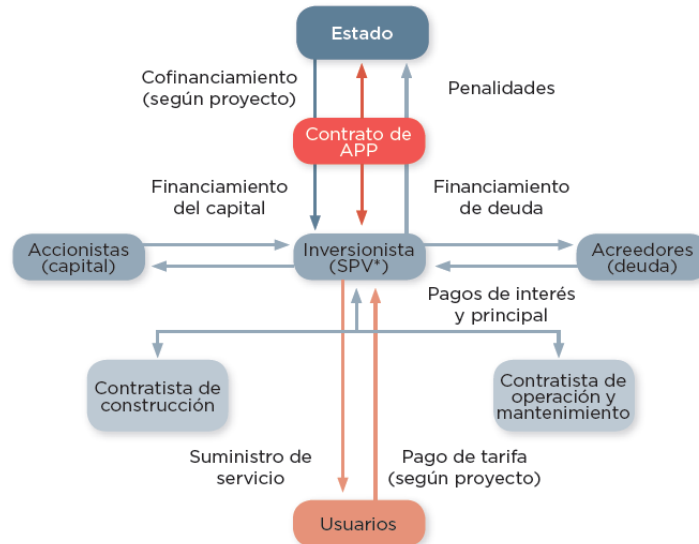 Estado
Cofinanciamiento
(según proyecto)
Penalidades
Contrato de
APP
Financiamiento
del capital
Financiamiento
de deuda
Accionistas
(capital)
Inversionista
(SPV*)
Acreedores
(deuda)
Pagos de interés
y principal
Contratista de
construcción
Contratista de
operación y
mantenimiento
Suministro de
servicio
Pago de tarifa
(según proyecto)
Usuarios